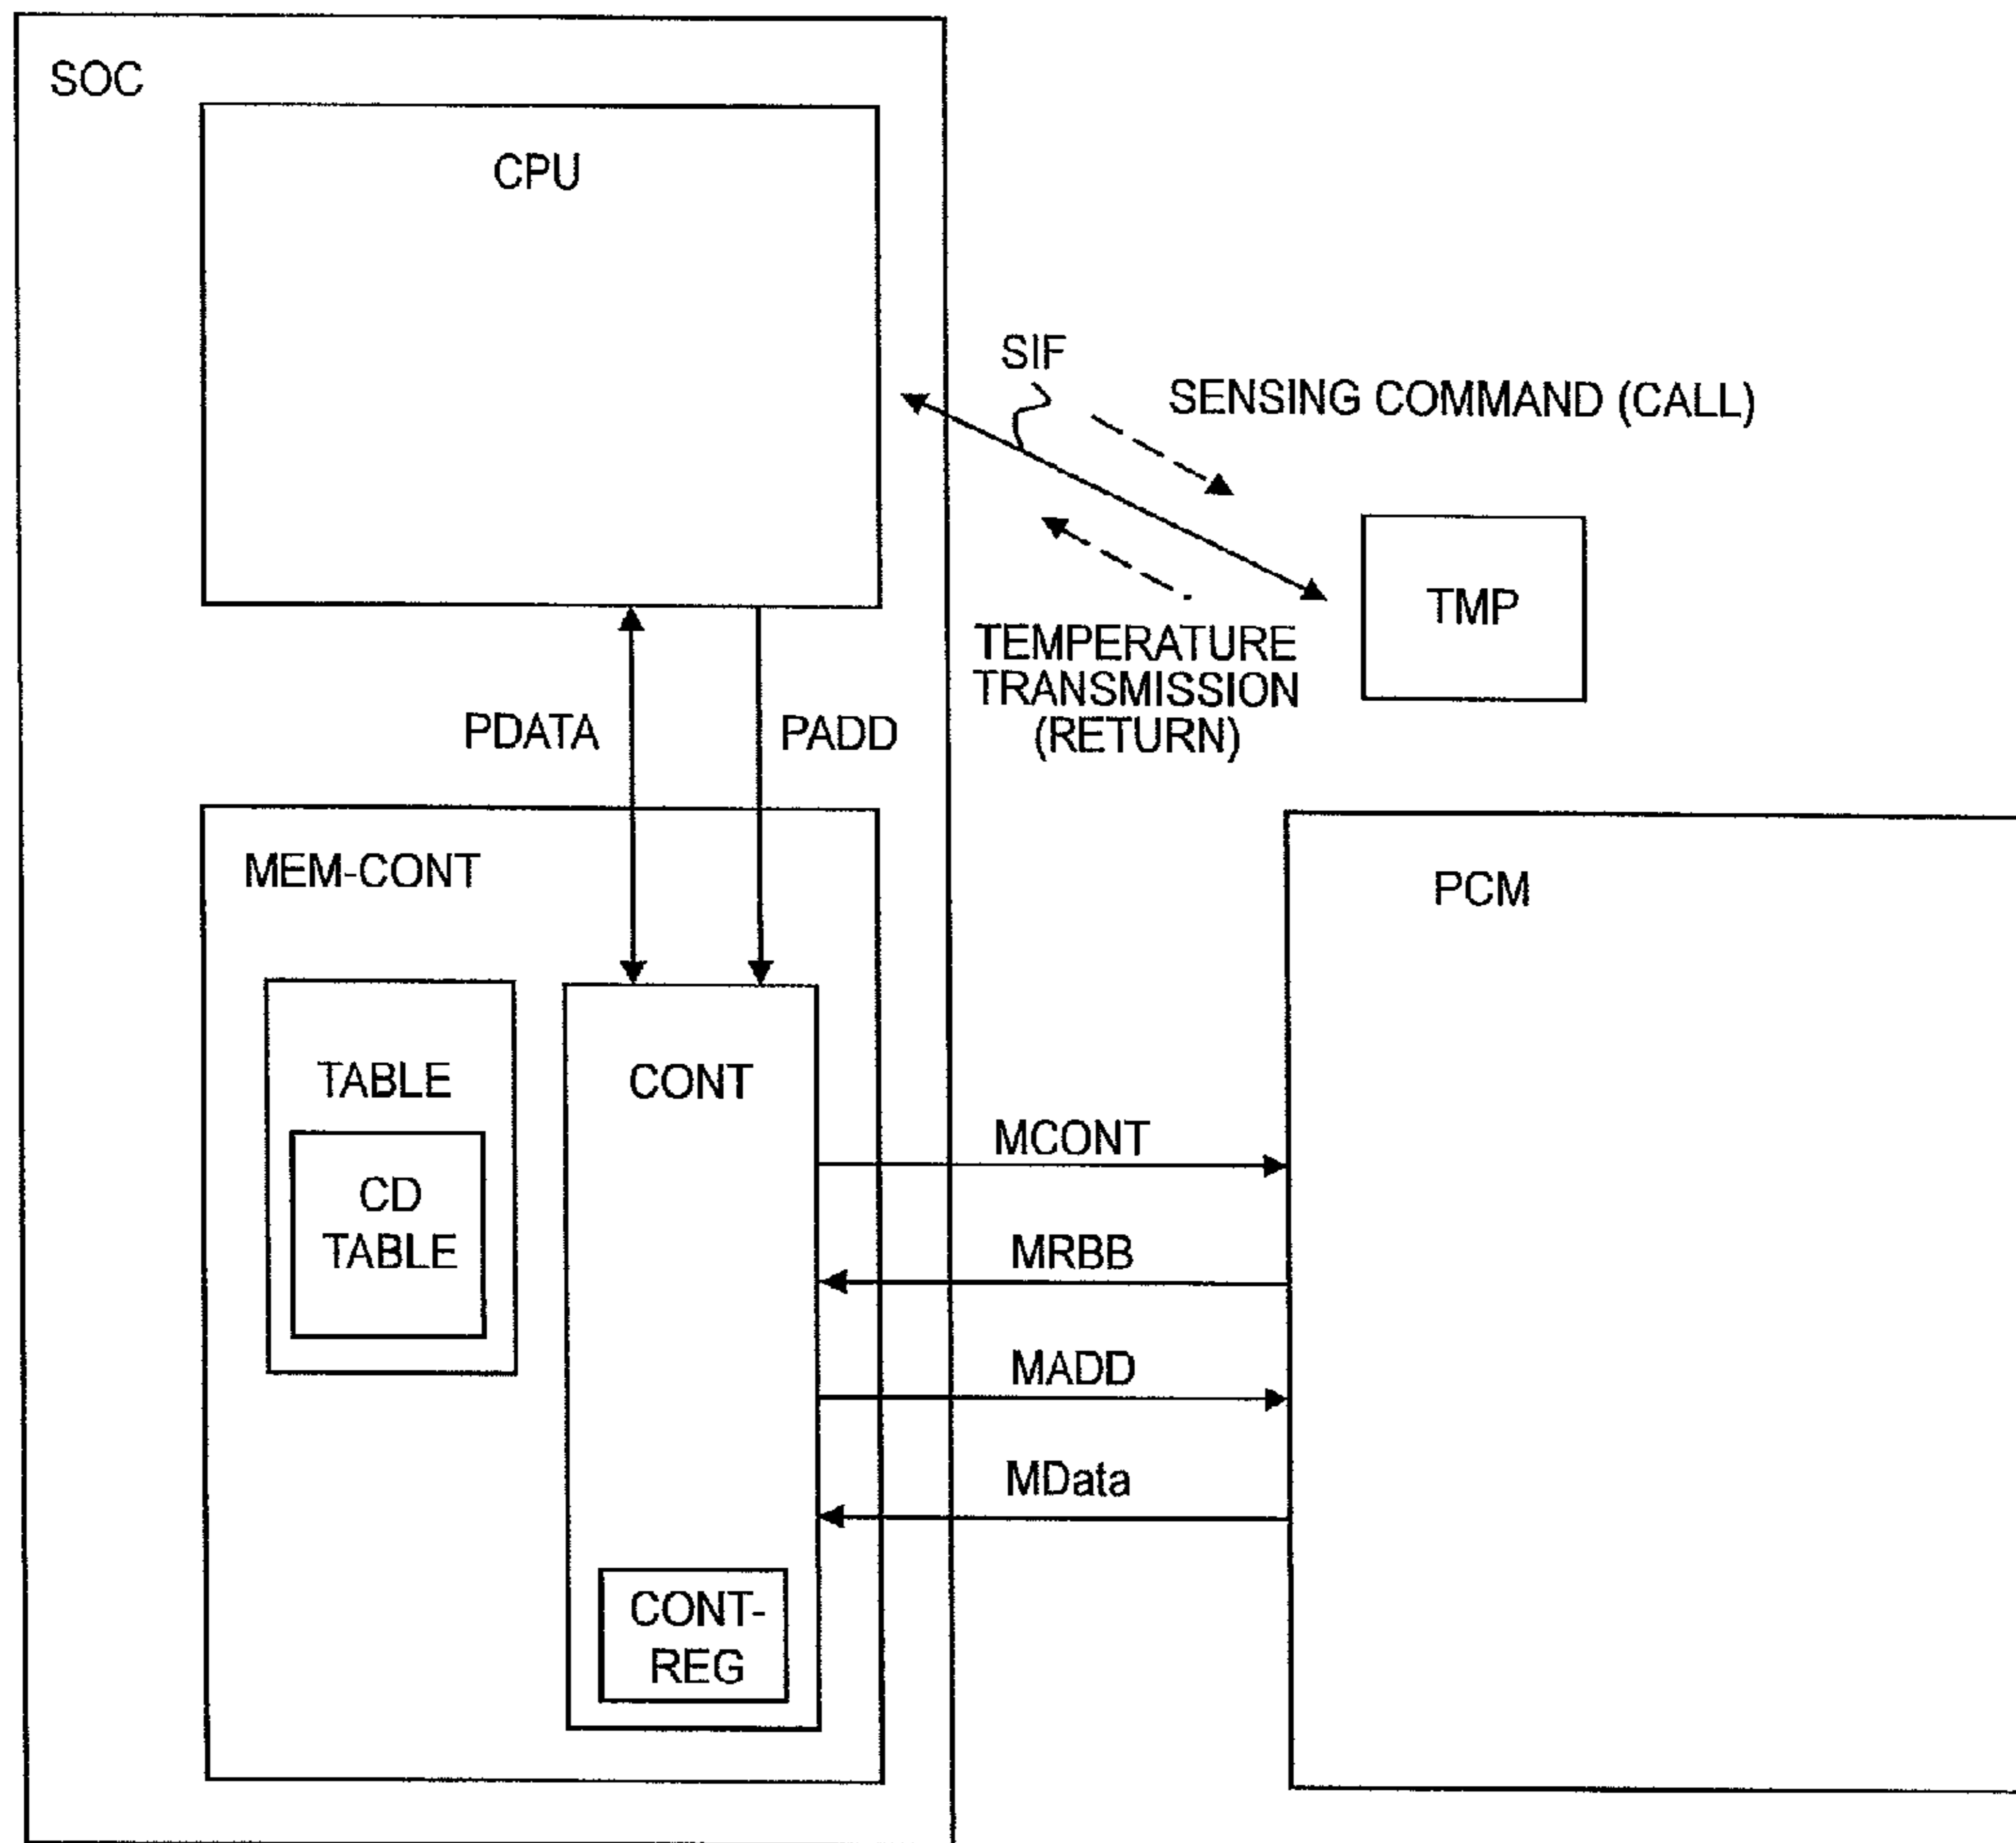 SOC
CPU
SIF
SENSING COMMAND (CALL)
TMP
TEMPERATURE
TRANSMISSION
(RETURN)
PDATA
PADD
MEM-CONT
PCM
TABLE
CD
TABLE
CONT
MCONT
MRBB
MADD
MData
CONT-
REG